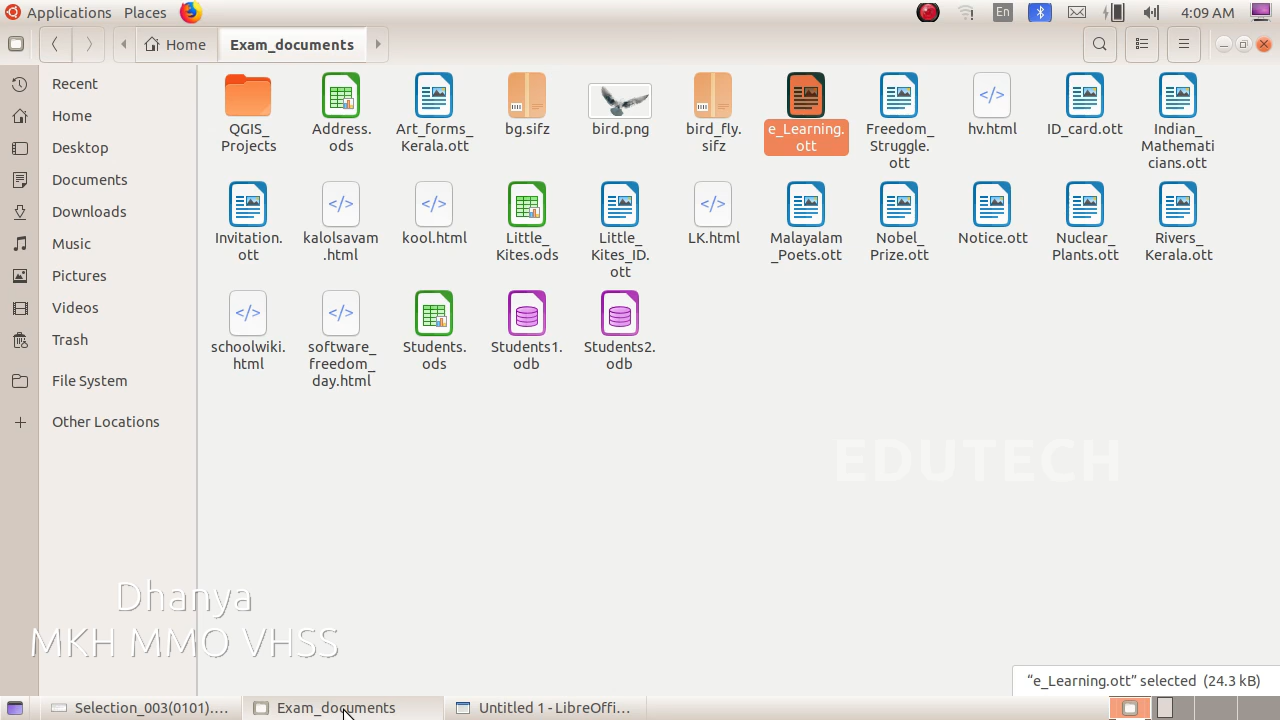 Applications Places En 4:09 AM
Home Exam_documents
Recent
Home
Desktop
Documents
Downloads
Music
Pictures
Videos
Trash
File System
Other Locations
QGIS_
Projects
Address.
ods
Art_forms_
Kerala.ott
bg.sifz
bird.png
bird_fly.
sifz
e_Learning.
ott
Freedom_
Struggle.
ott
hv.html
ID_card.ott
Indian_
Mathemati
cians.ott
Invitation.
ott
kalolsavam
.html
kool.html
Little_
Kites.ods
Little_
Kites_ID.
ott
LK.html
Malayalam
_Poets.ott
Nobel_
Prize.ott
Notice.ott
Nuclear_
Plants.ott
Rivers_
Kerala.ott
schoolwiki.
html
software_
freedom_
day.html
Students.
ods
Students1.
odb
Students2.
odb
EDUTECH
Dhanya
MKH MMO VHSS
“e_Learning.ott” selected (24.3 kB)
Selection_003(0101).... Exam_documents Untitled 1 - LibreOffi...